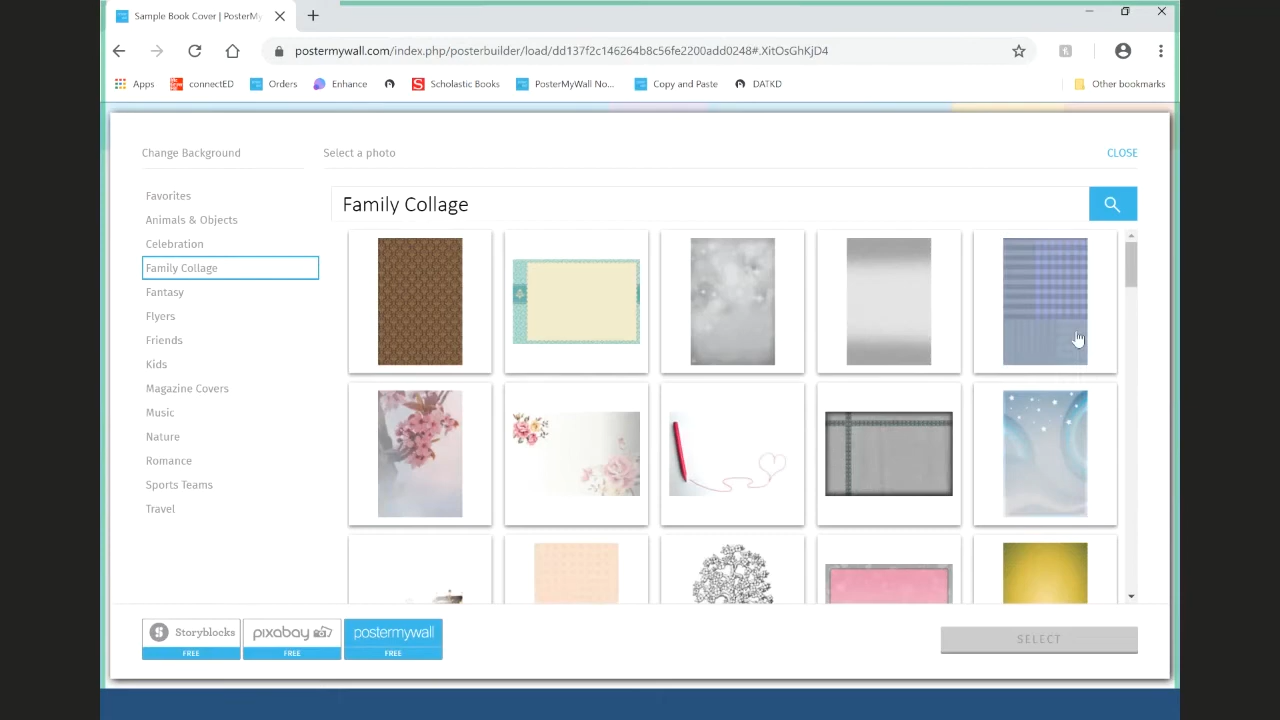 Sample Book Cover | PosterMy
postermywall.com/index.php/posterbuilder/load/dd137f2c146264b8c56fe2200add0248#.XitOsGhKjD4
Apps connectED Orders Enhance Scholastic Books PosterMyWall No... Copy and Paste DATKD Other bookmarks
Change Background Select a photo CLOSE
Family Collage
Favorites
Animals & Objects
Celebration
Family Collage
Fantasy
Flyers
Friends
Kids
Magazine Covers
Music
Nature
Romance
Sports Teams
Travel
Storyblocks pixabay postermywall
FREE FREE FREE
SELECT